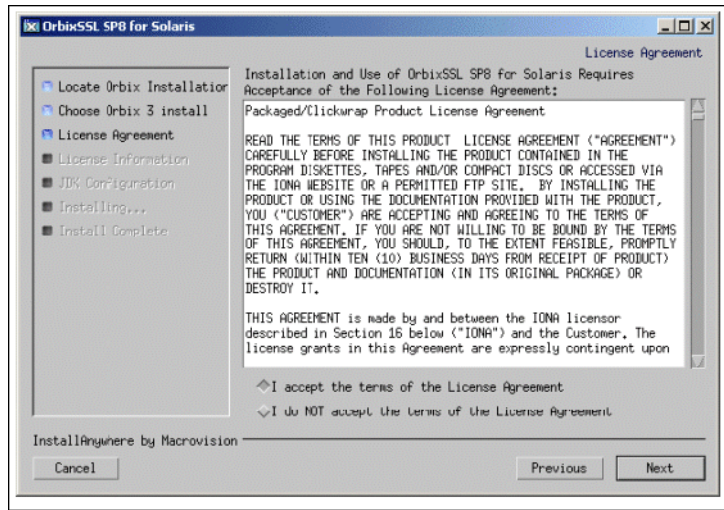 OrbixSSL SP8 for Solaris
License Agreement
Locate Orbix Installation
Choose Orbix 3 install
License Agreement
License Information
JDK Configuration
Installing...
Install Complete
Installation and Use of OrbixSSL SP8 for Solaris Requires
Acceptance of the Following License Agreement:
Packaged/Clickwrap Product License Agreement
READ THE TERMS OF THIS PRODUCT  LICENSE AGREEMENT ("AGREEMENT")
CAREFULLY BEFORE INSTALLING THE PRODUCT CONTAINED IN THE
PROGRAM DISKETTES, TAPES AND/OR COMPACT DISCS OR ACCESSED VIA
THE IONA WEBSITE OR A PERMITTED FTP SITE.  BY INSTALLING THE
PRODUCT OR USING THE DOCUMENTATION PROVIDED WITH THE PRODUCT,
YOU ("CUSTOMER") ARE ACCEPTING AND AGREEING TO THE TERMS OF
THIS AGREEMENT. IF YOU ARE NOT WILLING TO BE BOUND BY THE TERMS
OF THIS AGREEMENT, YOU SHOULD, TO THE EXTENT FEASIBLE, PROMPTLY
RETURN (WITHIN TEN (10) BUSINESS DAYS FROM RECEIPT OF PRODUCT)
THE PRODUCT AND DOCUMENTATION (IN ITS ORIGINAL PACKAGE) OR
DESTROY IT.
THIS AGREEMENT is made by and between the IONA licensor
described in Section 16 below ("IONA") and the Customer. The
license grants in this Agreement are expressly contingent upon
I accept the terms of the License Agreement
I do NOT accept the terms of the License Agreement
InstallAnywhere by Macrovision
Cancel
Previous
Next